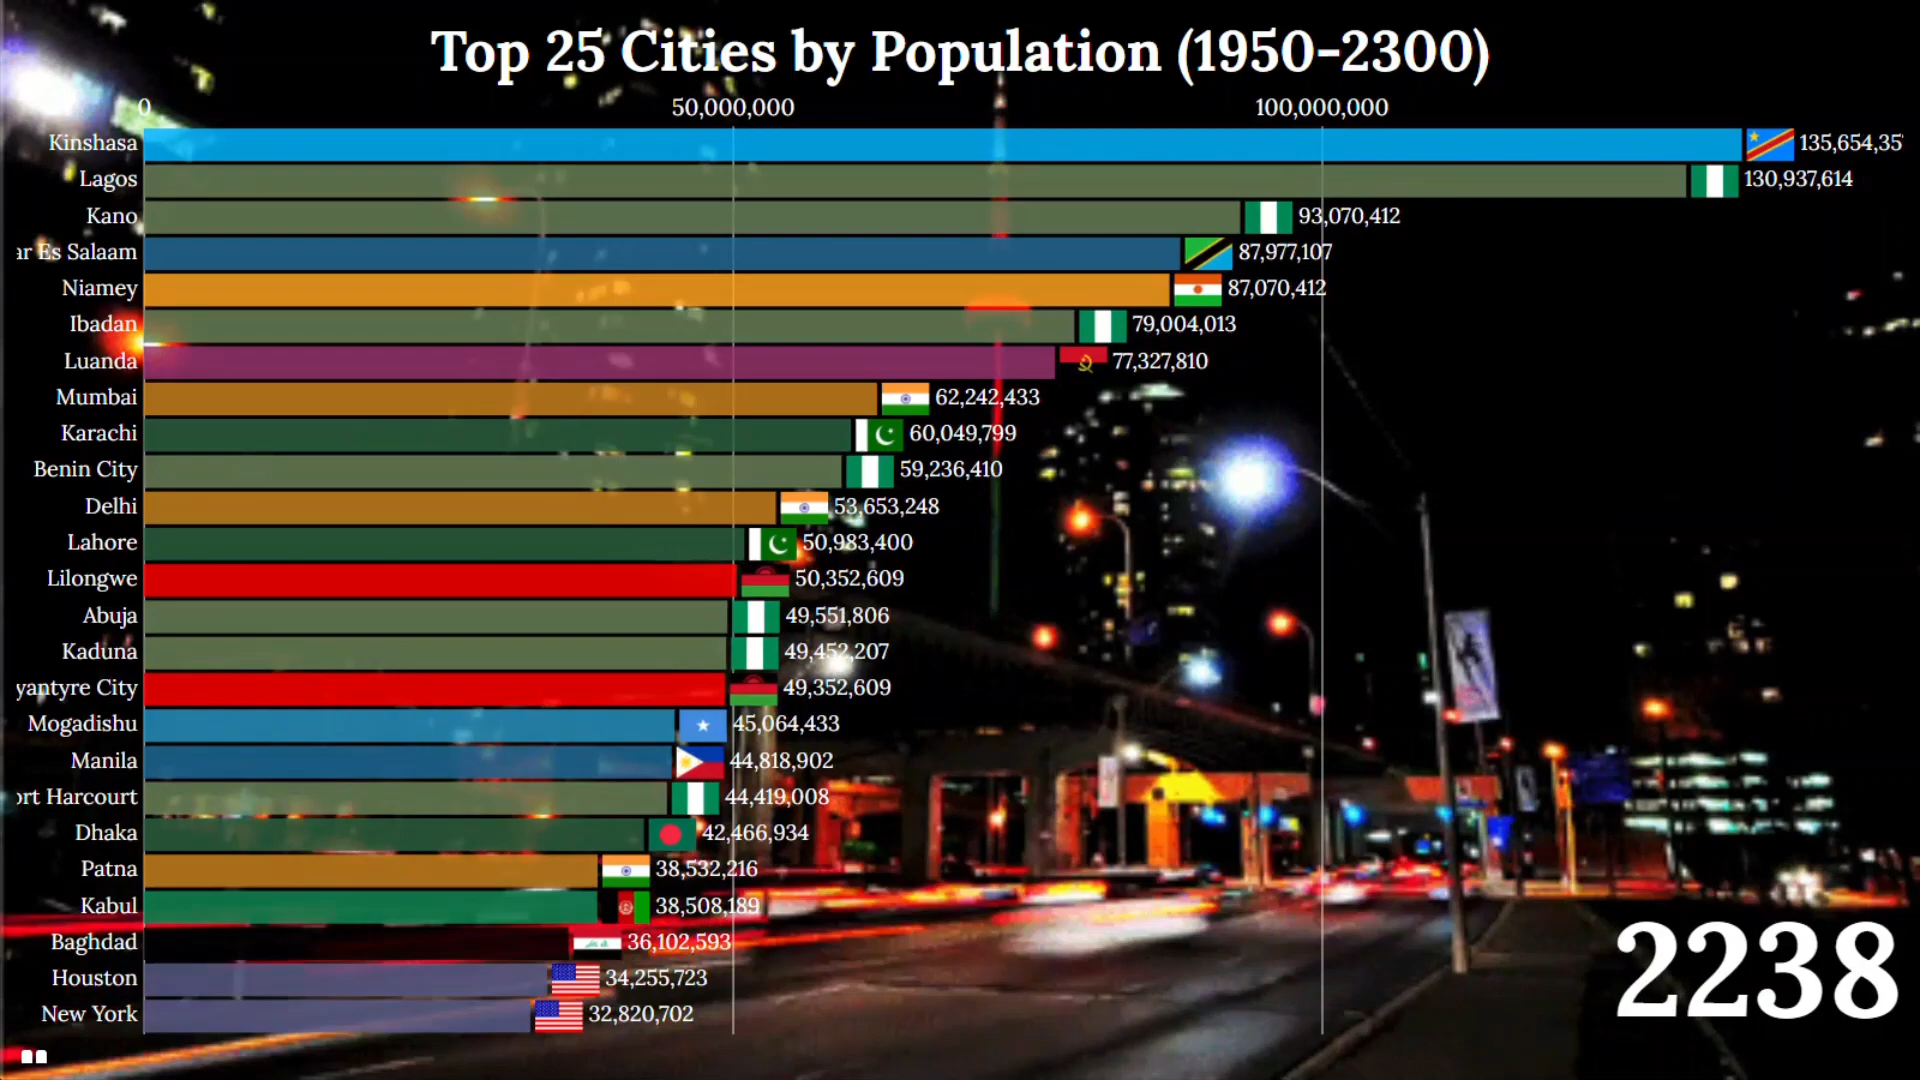 Top 25 Cities by Population (1950-2300)
0 50,000,000 100,000,000
Kinshasa 135,654,35
Lagos 130,937,614
Kano 93,070,412
ar Es Salaam 87,977,107
Niamey 87,070,412
Ibadan 79,004,013
Luanda 77,327,810
Mumbai 62,242,433
Karachi 60,049,799
Benin City 59,236,410
Delhi 53,653,248
Lahore 50,983,400
Lilongwe 50,352,609
Abuja 49,551,806
Kaduna 49,452,207
yantyre City 49,352,609
Mogadishu 45,064,433
Manila 44,818,902
ort Harcourt 44,419,008
Dhaka 42,466,934
Patna 38,532,216
Kabul 38,508,189
Baghdad 36,102,593
Houston 34,255,723
New York 32,820,702
2238